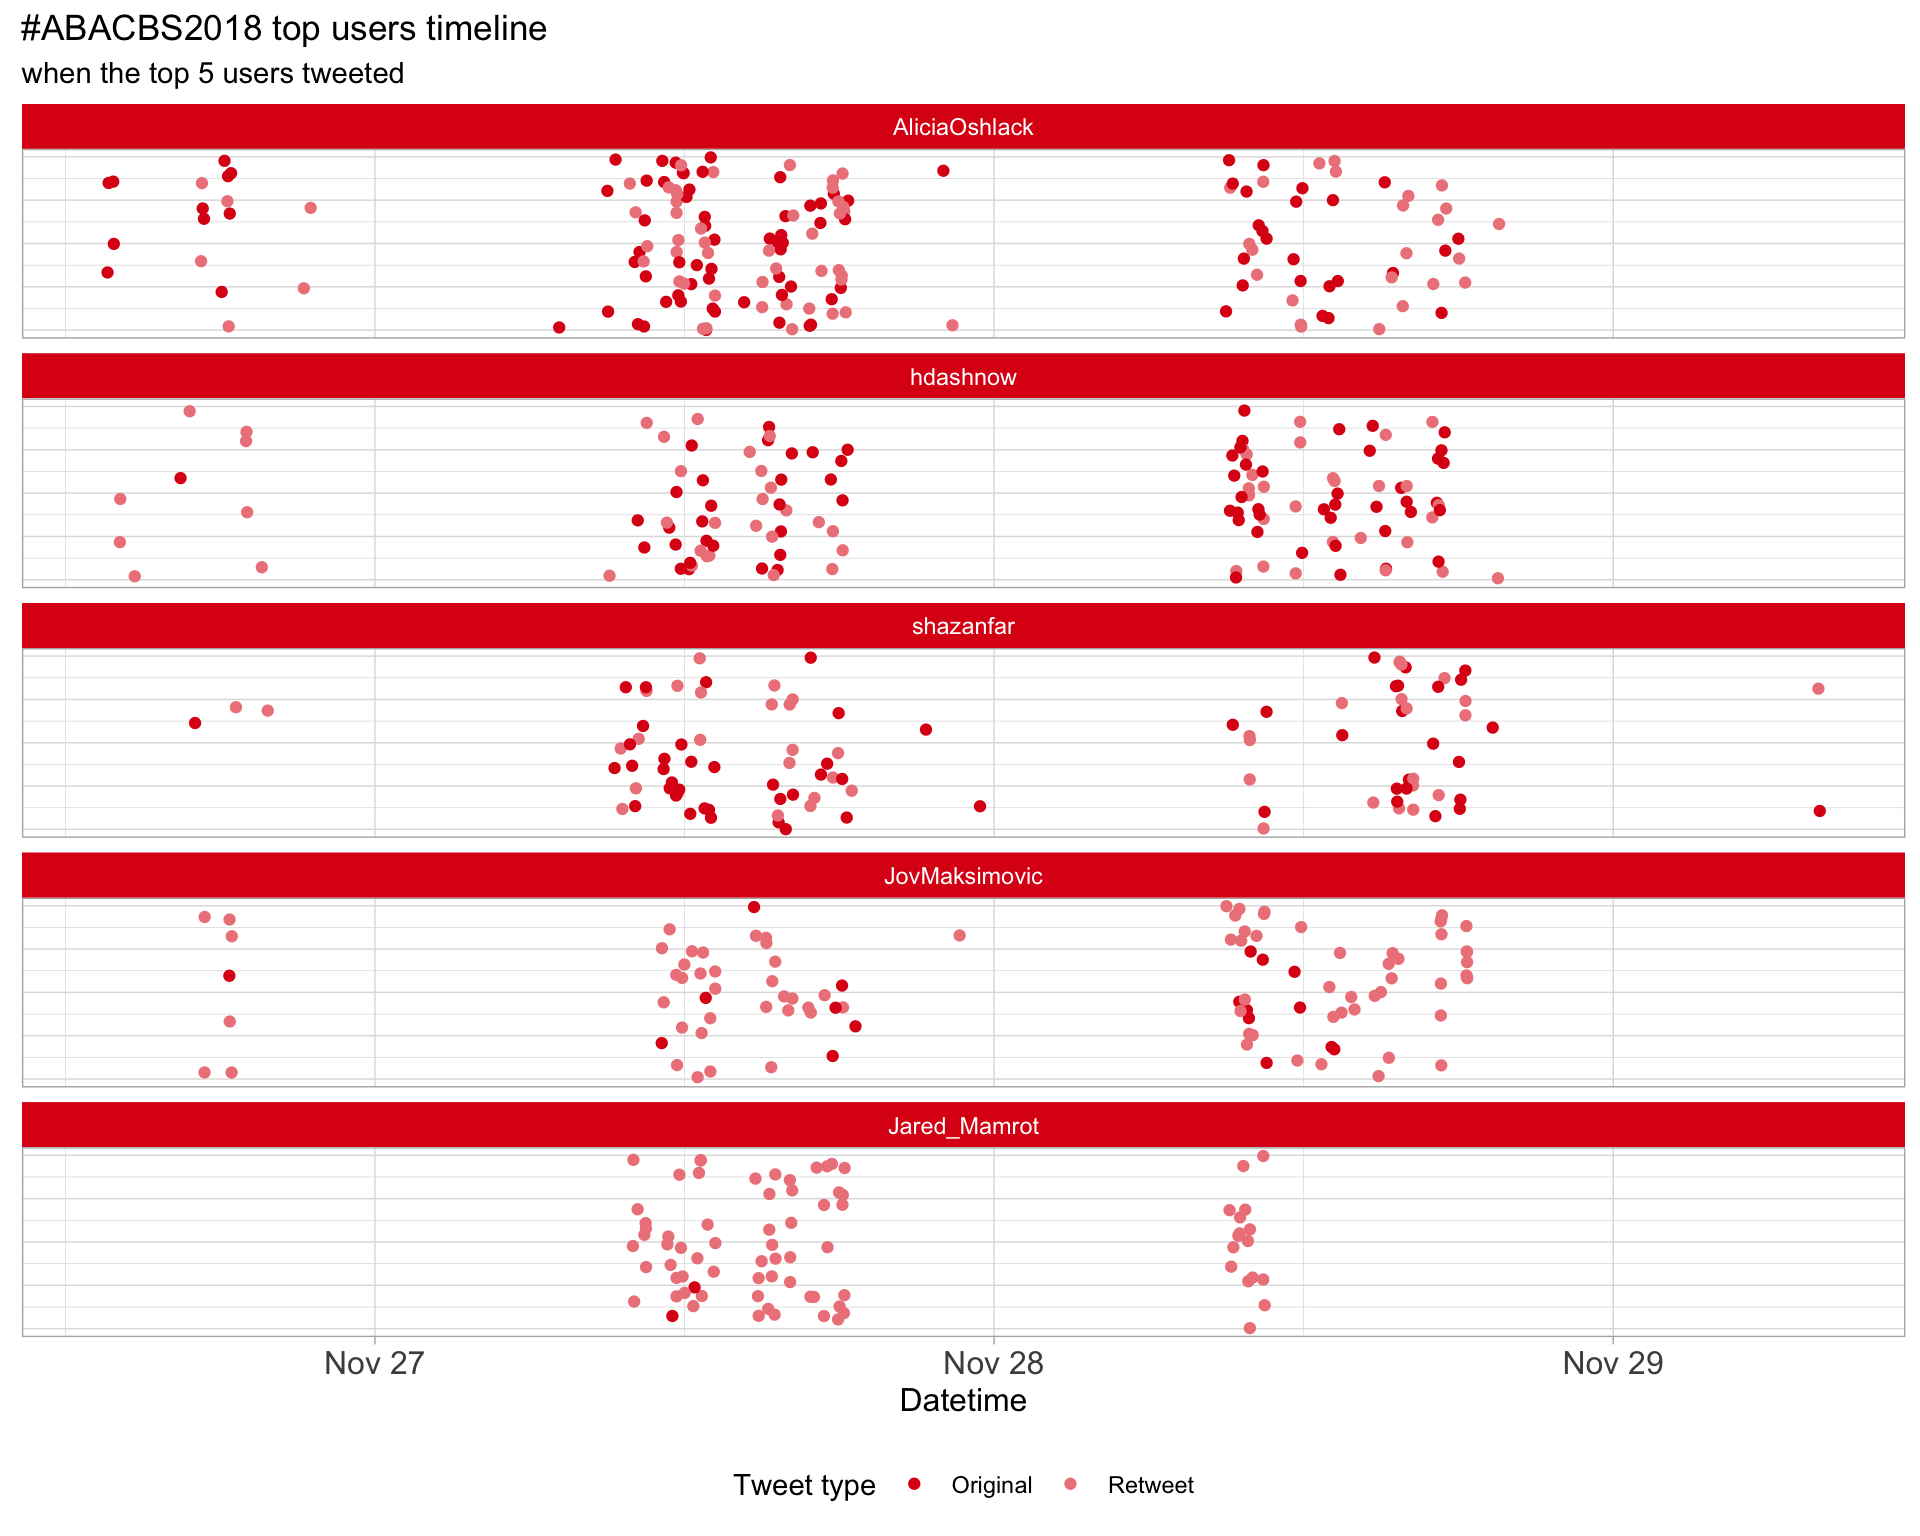 #ABACBS2018 top users timeline
when the top 5 users tweeted
AliciaOshlack
hdashnow
shazanfar
JovMaksimovic
Jared_Mamrot
Nov 27 Nov 28 Nov 29
Datetime
Tweet type Original Retweet